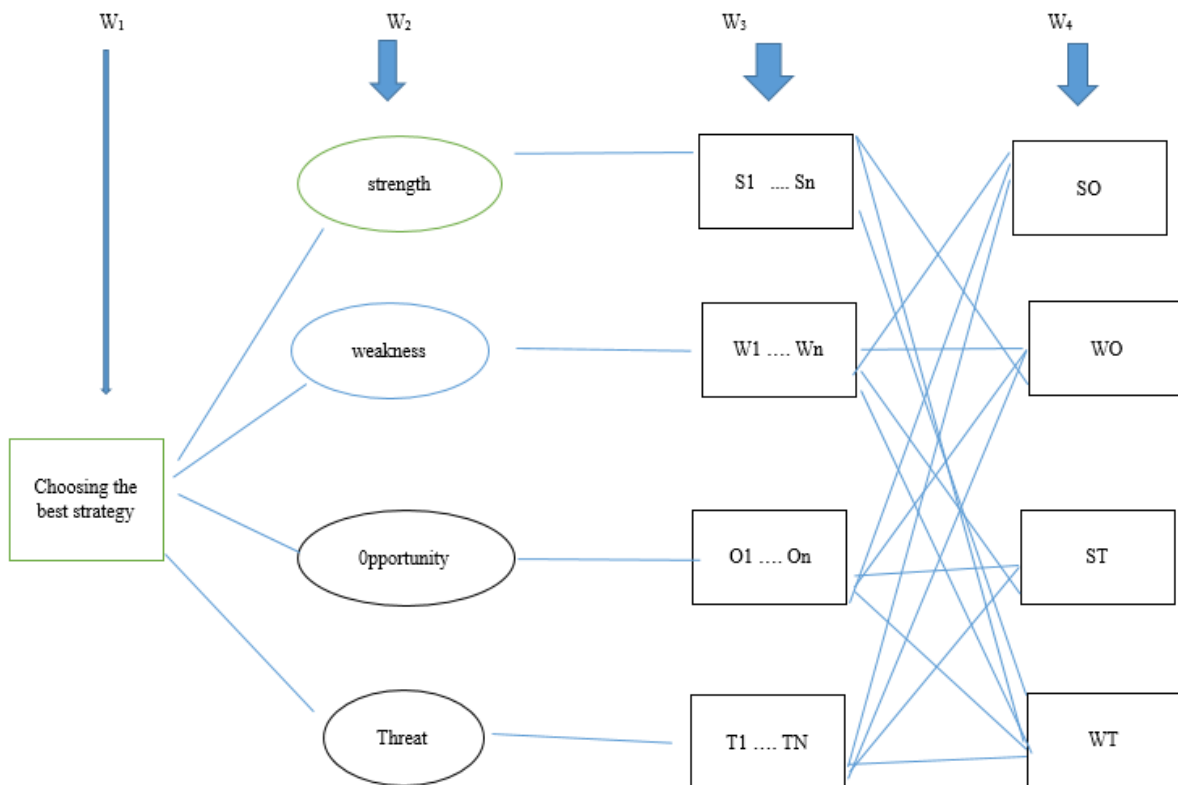 W₁
W₂
W₃
W₄
strength
S1 .... Sn
SO
weakness
W1 .... Wn
WO
Choosing the
best strategy
0pportunity
O1 .... On
ST
Threat
T1 .... TN
WT